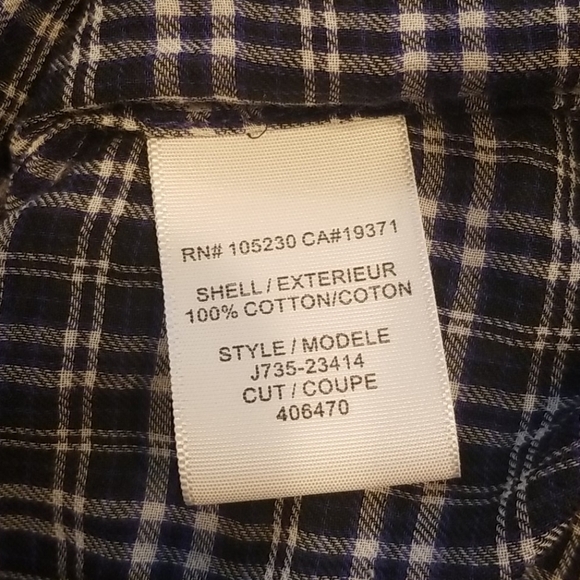 RN# 105230 CA#19371
SHELL / EXTERIEUR
100% COTTON/COTON
STYLE / MODELE
J735-23414
CUT / COUPE
406470